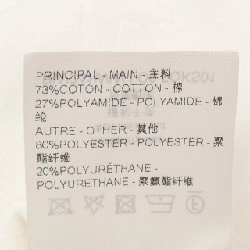 PRINCIPAL - MAIN - 主料
73%COTON - COTON - 棉
27%POLYAMIDE - POLYAMIDE - 锦
纶
AUTRE - OTHER - 其他
80%POLYESTER - POLYESTER - 聚
酯纤维
20%POLYURÉTHANE -
POLYURETHANE - 聚氨酯纤维